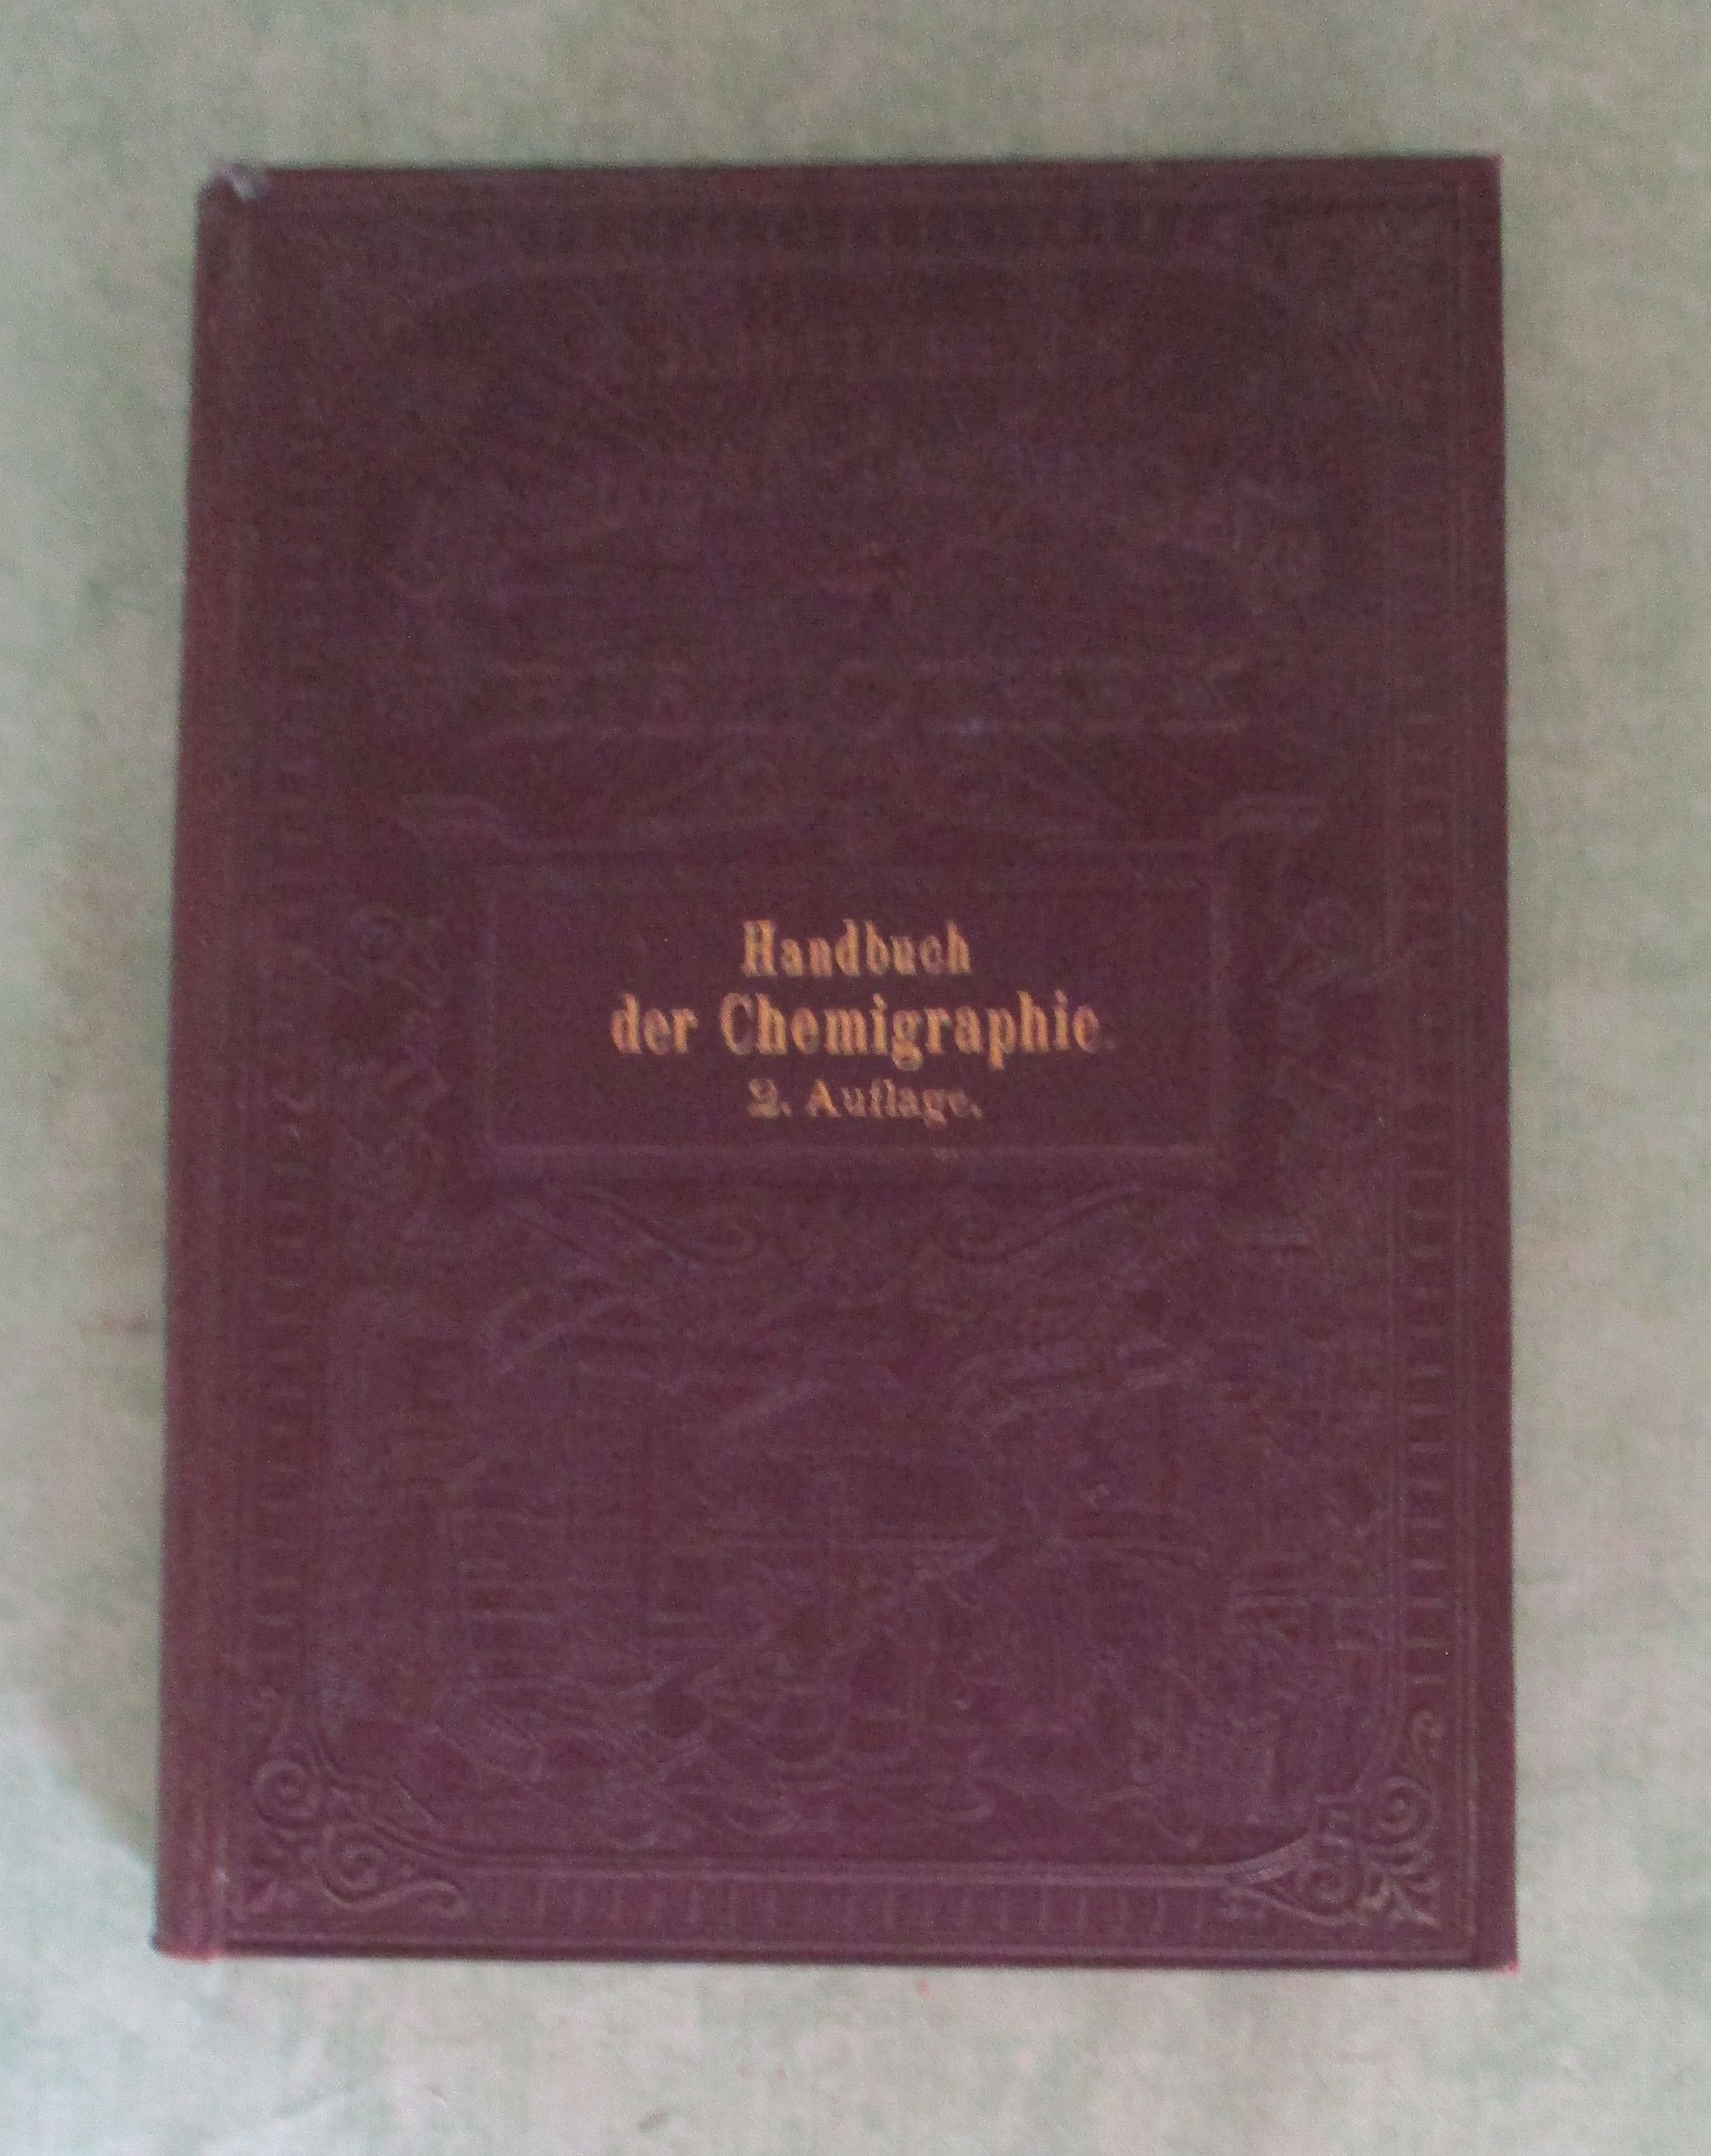 Handbuch
der Chemigraphie
2. Auflage.